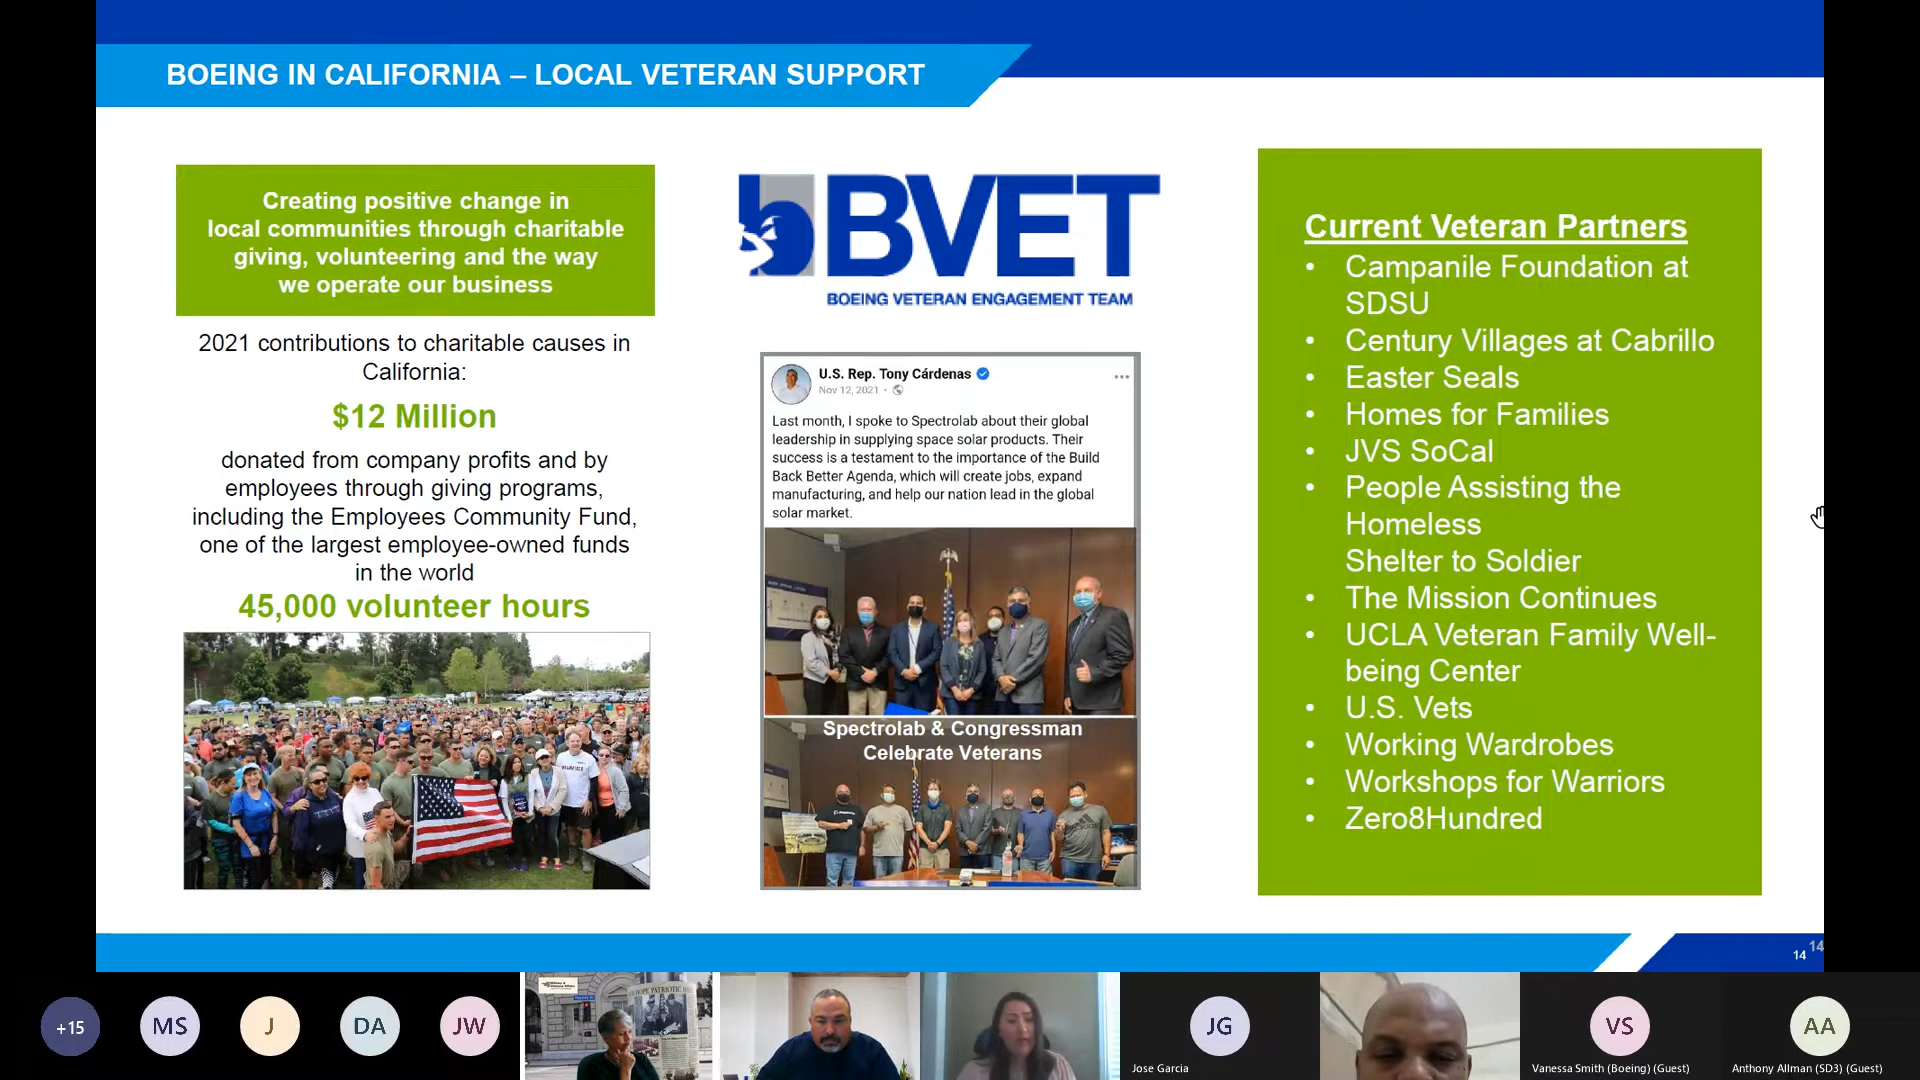 BOEING IN CALIFORNIA – LOCAL VETERAN SUPPORT
Creating positive change in
local communities through charitable
giving, volunteering and the way
we operate our business
2021 contributions to charitable causes in
California:
$12 Million
donated from company profits and by
employees through giving programs,
including the Employees Community Fund,
one of the largest employee-owned funds
in the world
45,000 volunteer hours
BVET
BOEING VETERAN ENGAGEMENT TEAM
U.S. Rep. Tony Cárdenas
Nov 12, 2021
Last month, I spoke to Spectrolab about their global
leadership in supplying space solar products. Their
success is a testament to the importance of the Build
Back Better Agenda, which will create jobs, expand
manufacturing, and help our nation lead in the global
solar market.
Spectrolab & Congressman
Celebrate Veterans
Current Veteran Partners
• Campanile Foundation at
SDSU
• Century Villages at Cabrillo
• Easter Seals
• Homes for Families
• JVS SoCal
• People Assisting the
Homeless
Shelter to Soldier
• The Mission Continues
• UCLA Veteran Family Well-
being Center
• U.S. Vets
• Working Wardrobes
• Workshops for Warriors
• Zero8Hundred
14
14
+15
MS
J
DA
JW
HOPE PATRIOTIC
JG
Jose Garcia
VS
Vanessa Smith (Boeing) (Guest)
AA
Anthony Allman (SD3) (Guest)